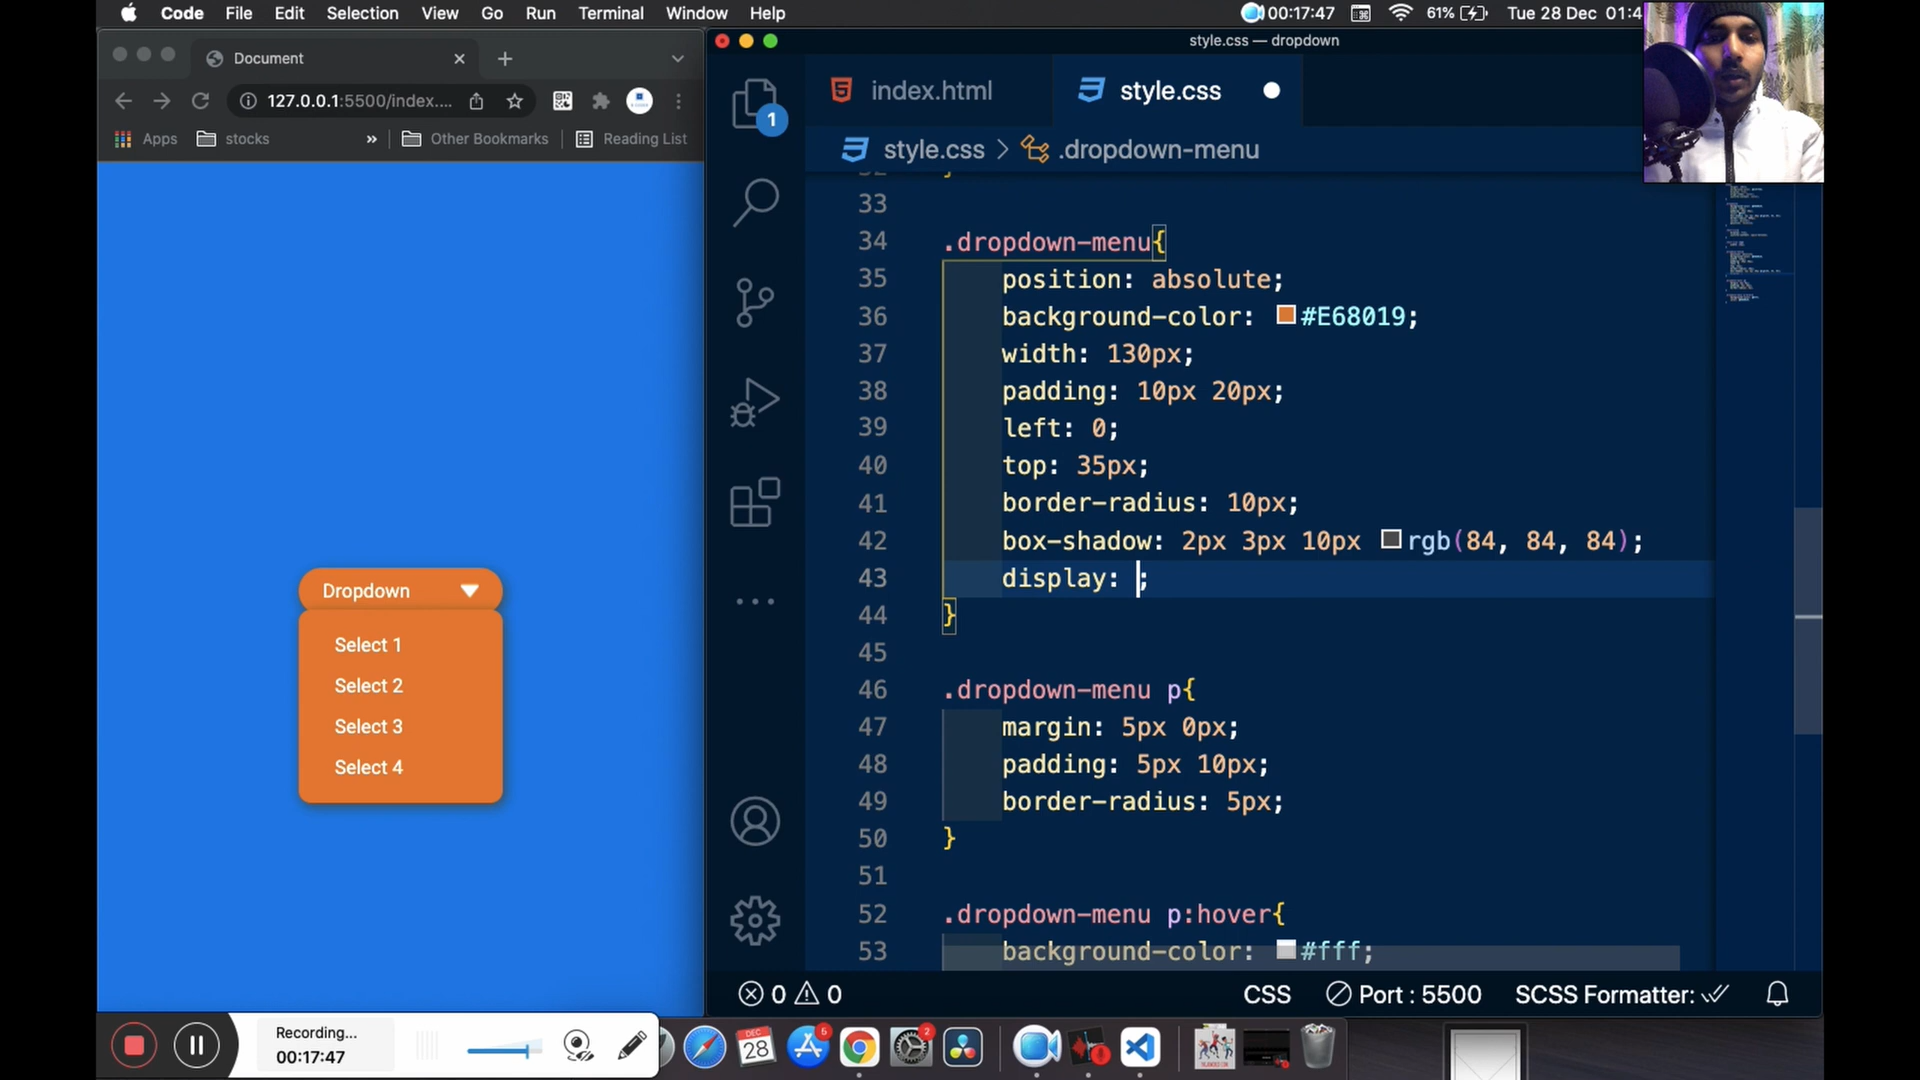 Code File Edit Selection View Go Run Terminal Window Help 00:17:47 61% Tue 28 Dec 01:4
Document
127.0.0.1:5500/index....
Apps stocks » Other Bookmarks Reading List
Dropdown
Select 1
Select 2
Select 3
Select 4
style.css — dropdown
index.html style.css
style.css > .dropdown-menu
1
33
34 .dropdown-menu{
35 position: absolute;
36 background-color: #E68019;
37 width: 130px;
38 padding: 10px 20px;
39 left: 0;
40 top: 35px;
41 border-radius: 10px;
42 box-shadow: 2px 3px 10px rgb(84, 84, 84);
43 display: ;
44 }
45
46 .dropdown-menu p{
47 margin: 5px 0px;
48 padding: 5px 10px;
49 border-radius: 5px;
50 }
51
52 .dropdown-menu p:hover{
53 background-color: #fff;
0 0 CSS Port : 5500 SCSS Formatter:
Recording...
00:17:47
DEC
28
5
2